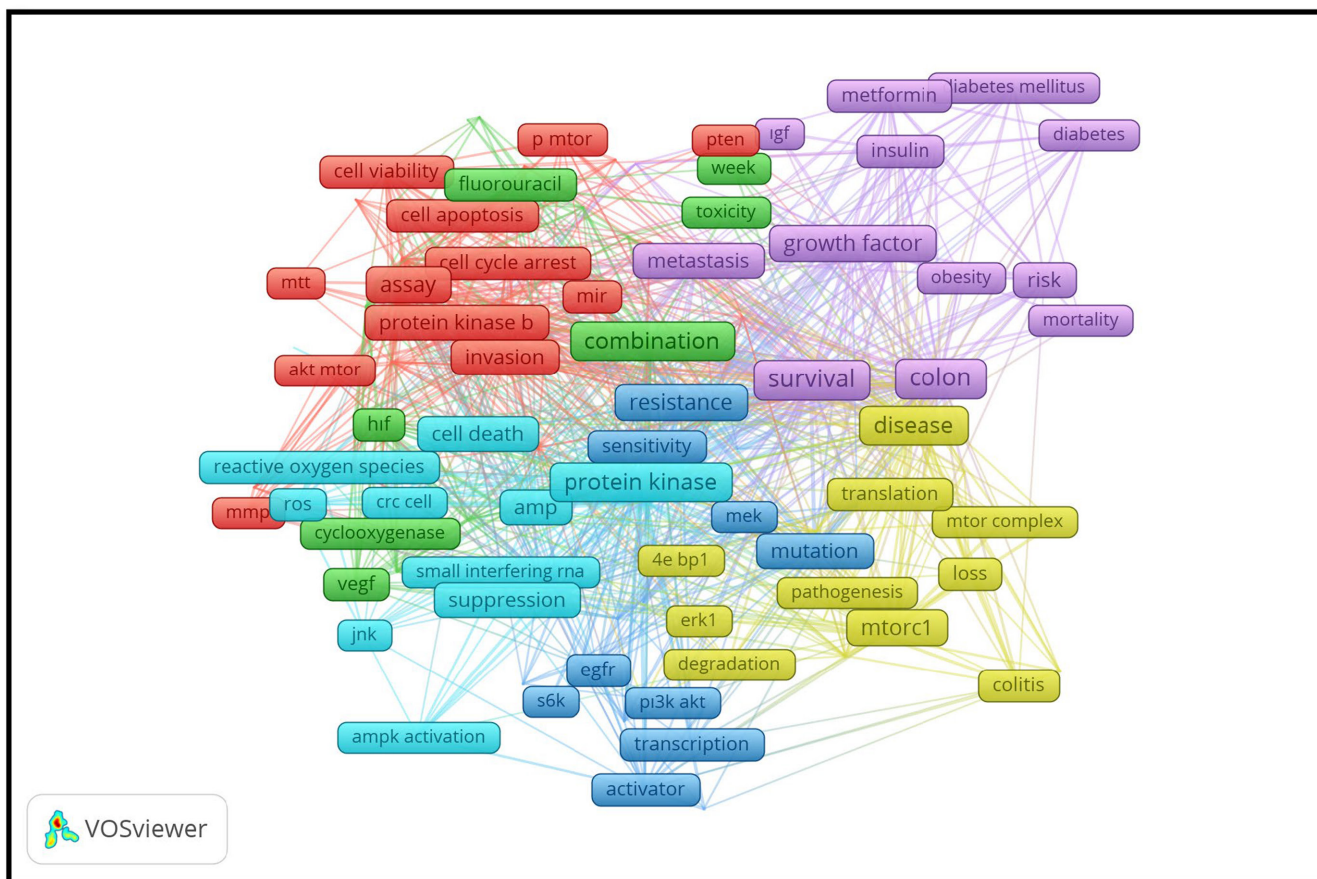 diabetes mellitus
metformin
p mtor
pten
ıgf
diabetes
insulin
cell viability
week
fluorouracil
cell apoptosis
toxicity
growth factor
metastasis
cell cycle arrest
obesity
risk
mtt
assay
mir
mortality
protein kinase b
combination
invasion
akt mtor
survival
colon
resistance
disease
hıf
cell death
sensitivity
reactive oxygen species
protein kinase
translation
ros
crc cell
amp
mmp
mek
mtor complex
cyclooxygenase
mutation
4e bp1
small interfering rna
loss
vegf
suppression
pathogenesis
erk1
mtorc1
jnk
degradation
egfr
colitis
s6k
pı3k akt
ampk activation
transcription
activator
VOSviewer